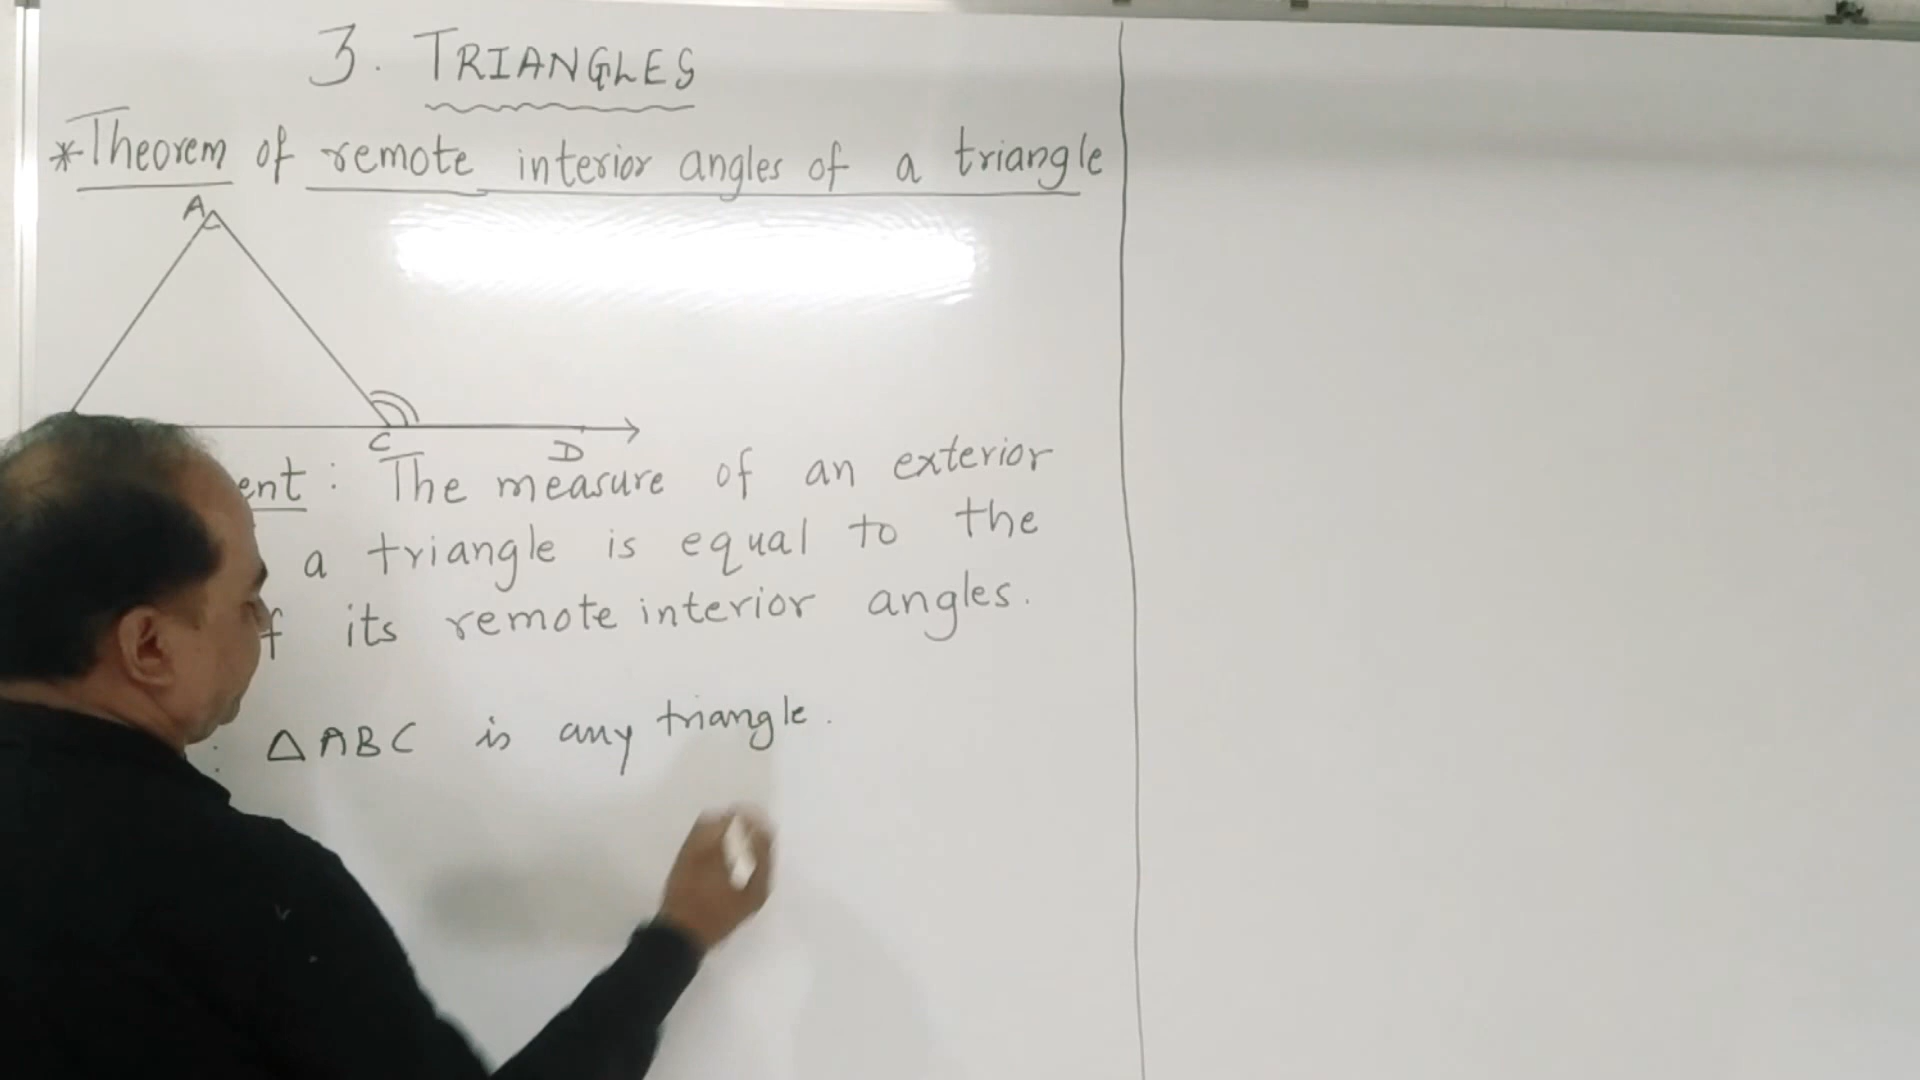 3. TRIANGLES
*Theorem of remote interior angles of a triangle
A
C
D
ent : The measure of an exterior
a triangle is equal to the
f its remote interior angles.
: △ ABC is any triangle.